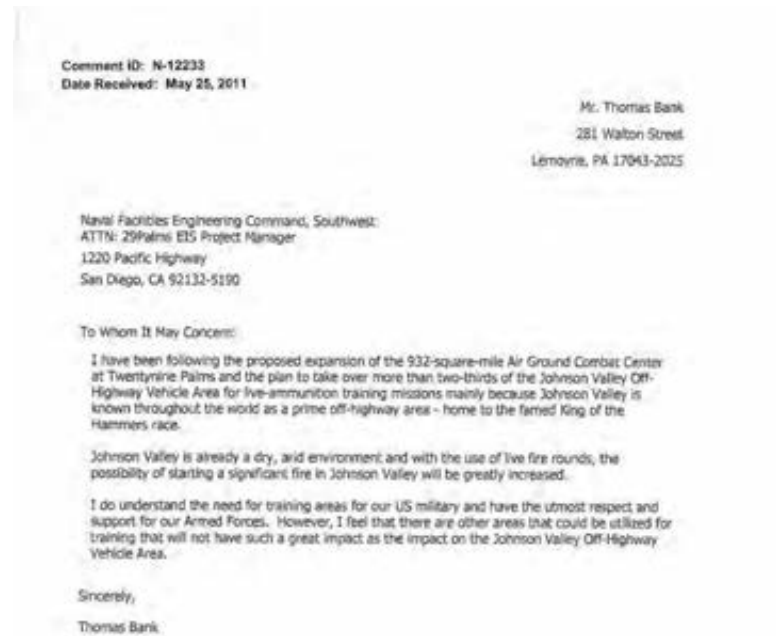 Comment ID: N-12233
Date Received: May 25, 2011
Mr. Thomas Bank
281 Walton Street
Lemoyne, PA 17043-2025
Naval Facilities Engineering Command, Southwest
ATTN: 29Palms EIS Project Manager
1220 Pacific Highway
San Diego, CA 92132-5190
To Whom It May Concern:
I have been following the proposed expansion of the 932-square-mile Air Ground Combat Center
at Twentynine Palms and the plan to take over more than two-thirds of the Johnson Valley Off-
Highway Vehicle Area for live-ammunition training missions mainly because Johnson Valley is
known throughout the world as a prime off-highway area - home to the famed King of the
Hammers race.
Johnson Valley is already a dry, arid environment and with the use of live fire rounds, the
possibility of starting a significant fire in Johnson Valley will be greatly increased.
I do understand the need for training areas for our US military and have the utmost respect and
support for our Armed Forces. However, I feel that there are other areas that could be utilized for
training that will not have such a great impact as the impact on the Johnson Valley Off-Highway
Vehicle Area.
Sincerely,
Thomas Bank